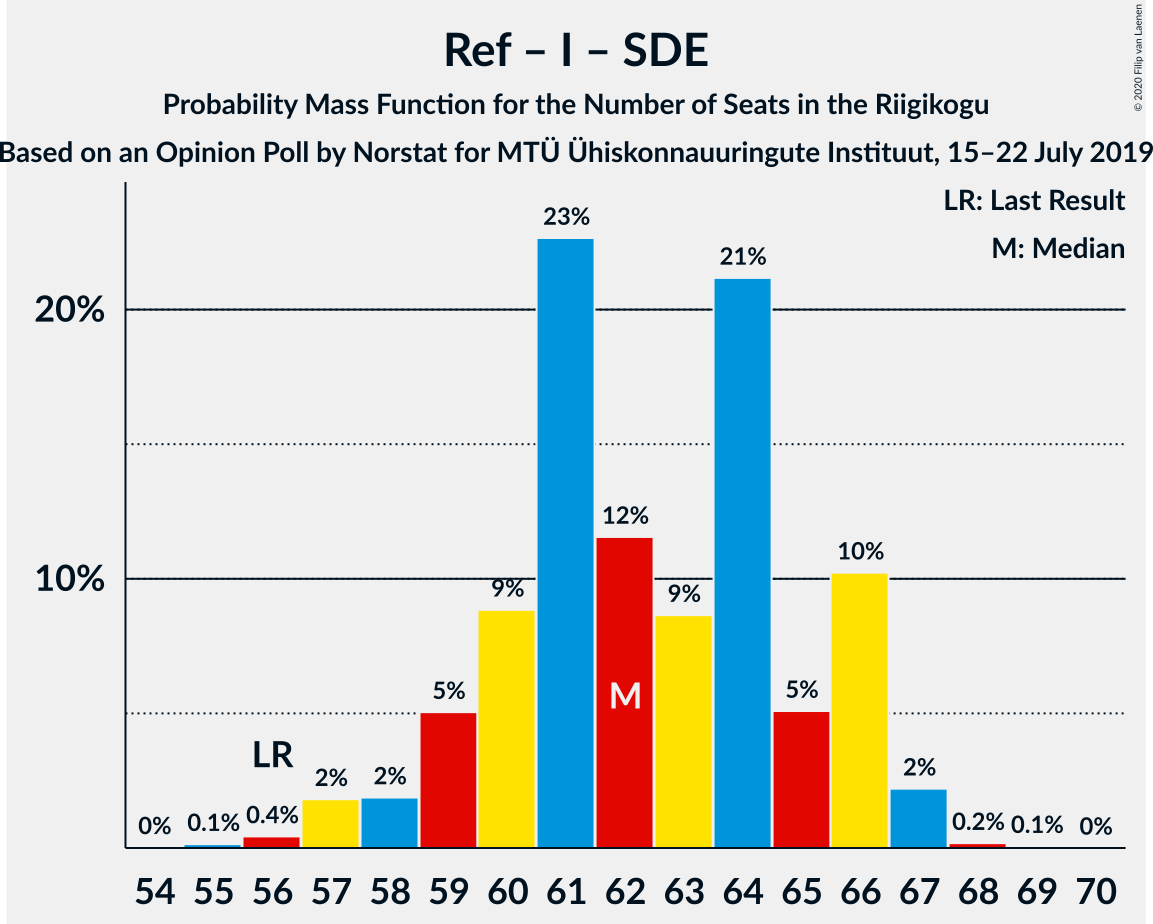 Ref – I – SDE
Probability Mass Function for the Number of Seats in the Riigikogu
Based on an Opinion Poll by Norstat for MTÜ Ühiskonnauuringute Instituut, 15–22 July 2019
© 2020 Filip van Laenen
LR: Last Result
M: Median
20%
10%
0% 0.1% 0.4% 2% 2% 5% 9% 23% 12% 9% 21% 5% 10% 2% 0.2% 0.1% 0%
LR
M
54 55 56 57 58 59 60 61 62 63 64 65 66 67 68 69 70